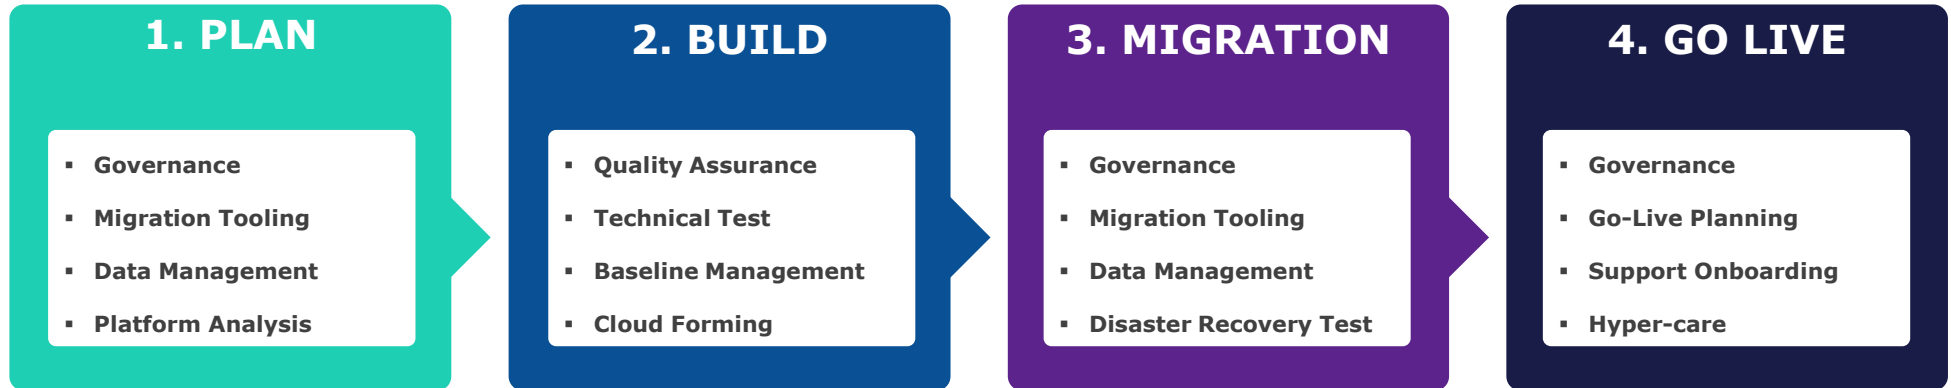 1. PLAN
▪ Governance
▪ Migration Tooling
▪ Data Management
▪ Platform Analysis
2. BUILD
▪ Quality Assurance
▪ Technical Test
▪ Baseline Management
▪ Cloud Forming
3. MIGRATION
▪ Governance
▪ Migration Tooling
▪ Data Management
▪ Disaster Recovery Test
4. GO LIVE
▪ Governance
▪ Go-Live Planning
▪ Support Onboarding
▪ Hyper-care